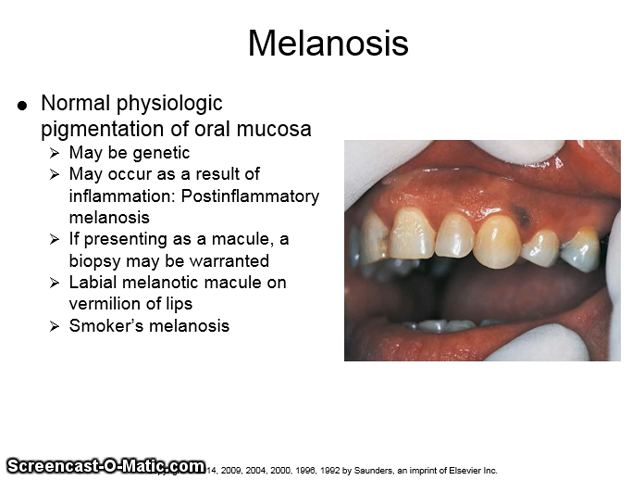 Melanosis
● Normal physiologic
pigmentation of oral mucosa
➢ May be genetic
➢ May occur as a result of
inflammation: Postinflammatory
melanosis
➢ If presenting as a macule, a
biopsy may be warranted
➢ Labial melanotic macule on
vermilion of lips
➢ Smoker's melanosis
Screencast-O-Matic.com
14, 2009, 2004, 2000, 1996, 1992 by Saunders, an imprint of Elsevier Inc.